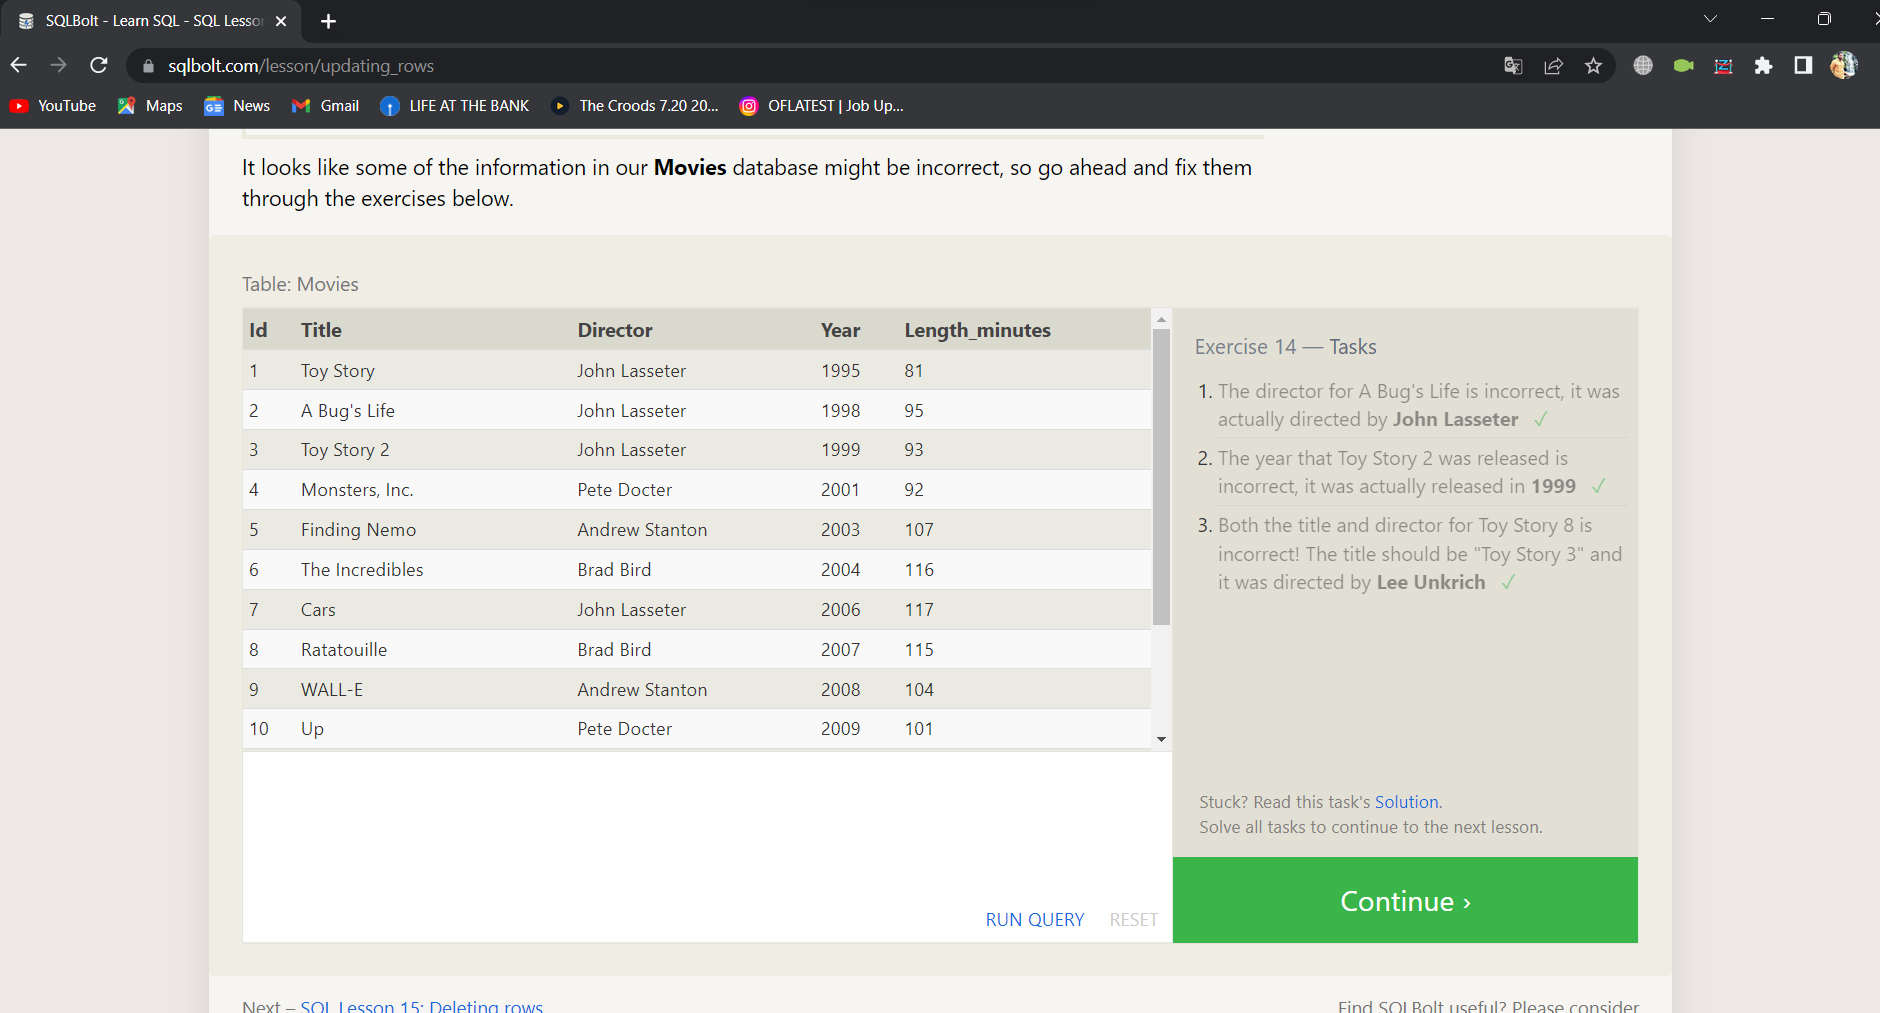 SQLBolt - Learn SQL - SQL Lesson
sqlbolt.com/lesson/updating_rows
YouTube Maps News Gmail LIFE AT THE BANK The Croods 7.20 20... OFLATEST | Job Up...
It looks like some of the information in our Movies database might be incorrect, so go ahead and fix them
through the exercises below.
Table: Movies
Id Title Director Year Length_minutes
1 Toy Story John Lasseter 1995 81
2 A Bug's Life John Lasseter 1998 95
3 Toy Story 2 John Lasseter 1999 93
4 Monsters, Inc. Pete Docter 2001 92
5 Finding Nemo Andrew Stanton 2003 107
6 The Incredibles Brad Bird 2004 116
7 Cars John Lasseter 2006 117
8 Ratatouille Brad Bird 2007 115
9 WALL-E Andrew Stanton 2008 104
10 Up Pete Docter 2009 101
RUN QUERY RESET
Exercise 14 — Tasks
1. The director for A Bug's Life is incorrect, it was
actually directed by John Lasseter ✓
2. The year that Toy Story 2 was released is
incorrect, it was actually released in 1999 ✓
3. Both the title and director for Toy Story 8 is
incorrect! The title should be "Toy Story 3" and
it was directed by Lee Unkrich ✓
Stuck? Read this task's Solution.
Solve all tasks to continue to the next lesson.
Continue ›
Next – SQL Lesson 15: Deleting rows
Find SQLBolt useful? Please consider